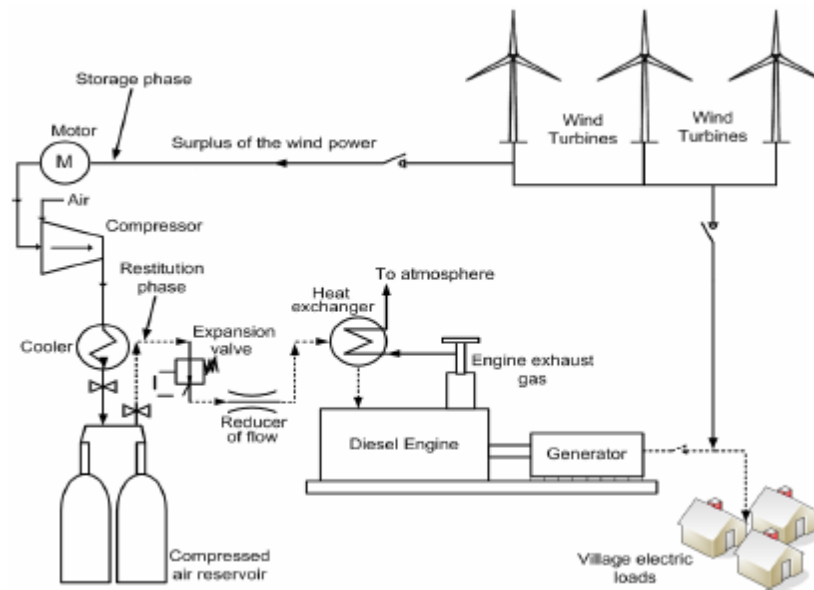 Storage phase
Motor
M
Surplus of the wind power
Wind
Turbines
Wind
Turbines
Air
Compressor
Restitution
phase
To atmosphere
Heat
exchanger
Cooler
Expansion
valve
Engine exhaust
gas
Reducer
of flow
Diesel Engine
Generator
Compressed
air reservoir
Village electric
loads